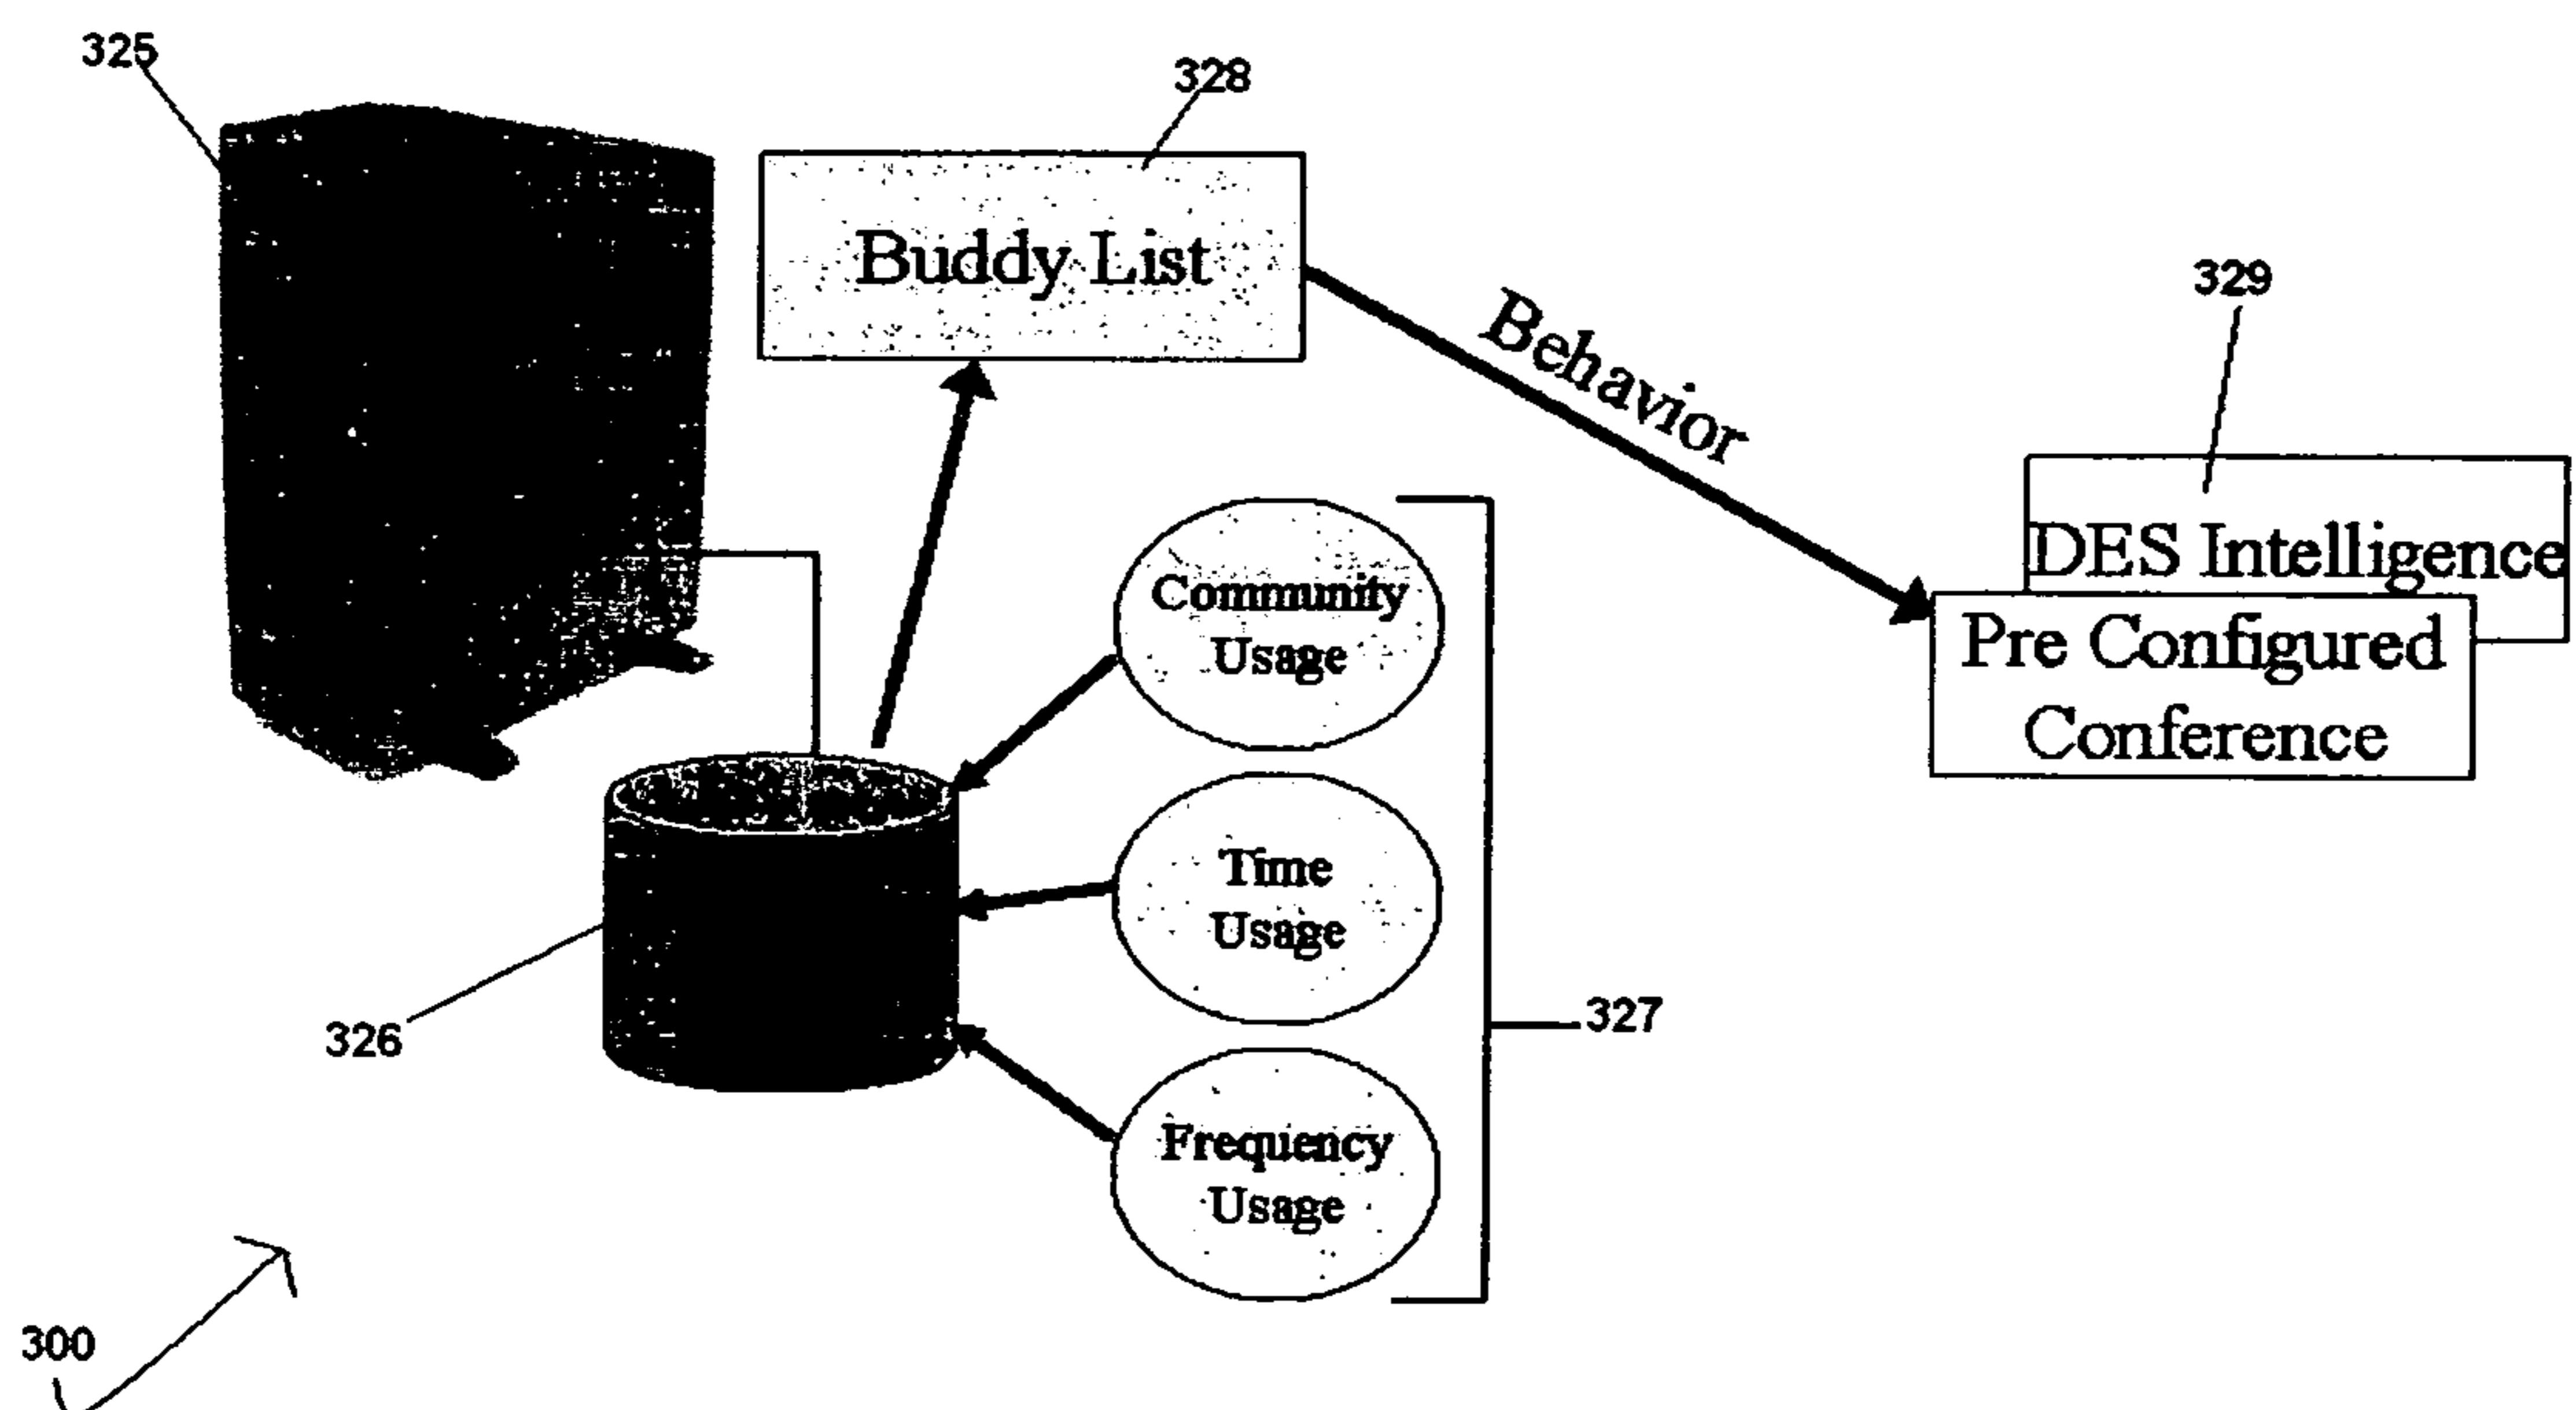 325
328
Buddy List
Behavior
329
DES Intelligence
Pre Configured
Conference
Community
Usage
Time
Usage
Frequency
Usage
327
326
300